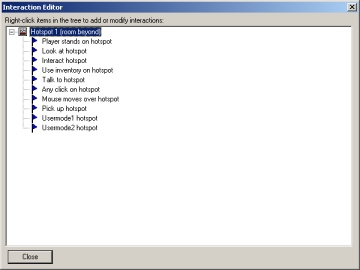 Interaction Editor
Right-click items in the tree to add or modify interactions:
Hotspot 1 (room beyond)
Player stands on hotspot
Look at hotspot
Interact hotspot
Use inventory on hotspot
Talk to hotspot
Any click on hotspot
Mouse moves over hotspot
Pick up hotspot
Usermode1 hotspot
Usermode2 hotspot
Close